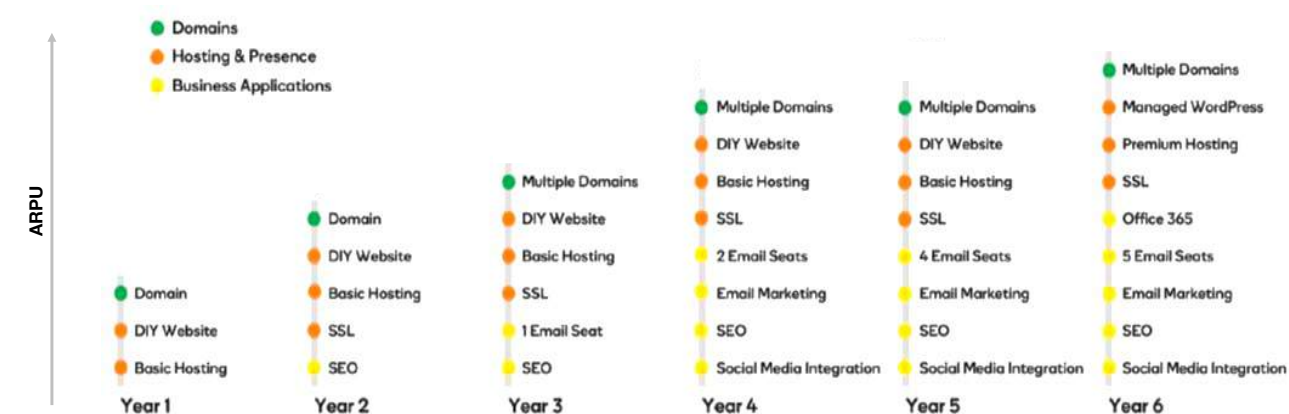 Domains
Hosting & Presence
Business Applications
ARPU
Domain
DIY Website
Basic Hosting
Year 1
Domain
DIY Website
Basic Hosting
SSL
SEO
Year 2
Multiple Domains
DIY Website
Basic Hosting
SSL
1 Email Seat
SEO
Year 3
Multiple Domains
DIY Website
Basic Hosting
SSL
2 Email Seats
Email Marketing
SEO
Social Media Integration
Year 4
Multiple Domains
DIY Website
Basic Hosting
SSL
4 Email Seats
Email Marketing
SEO
Social Media Integration
Year 5
Multiple Domains
Managed WordPress
Premium Hosting
SSL
Office 365
5 Email Seats
Email Marketing
SEO
Social Media Integration
Year 6